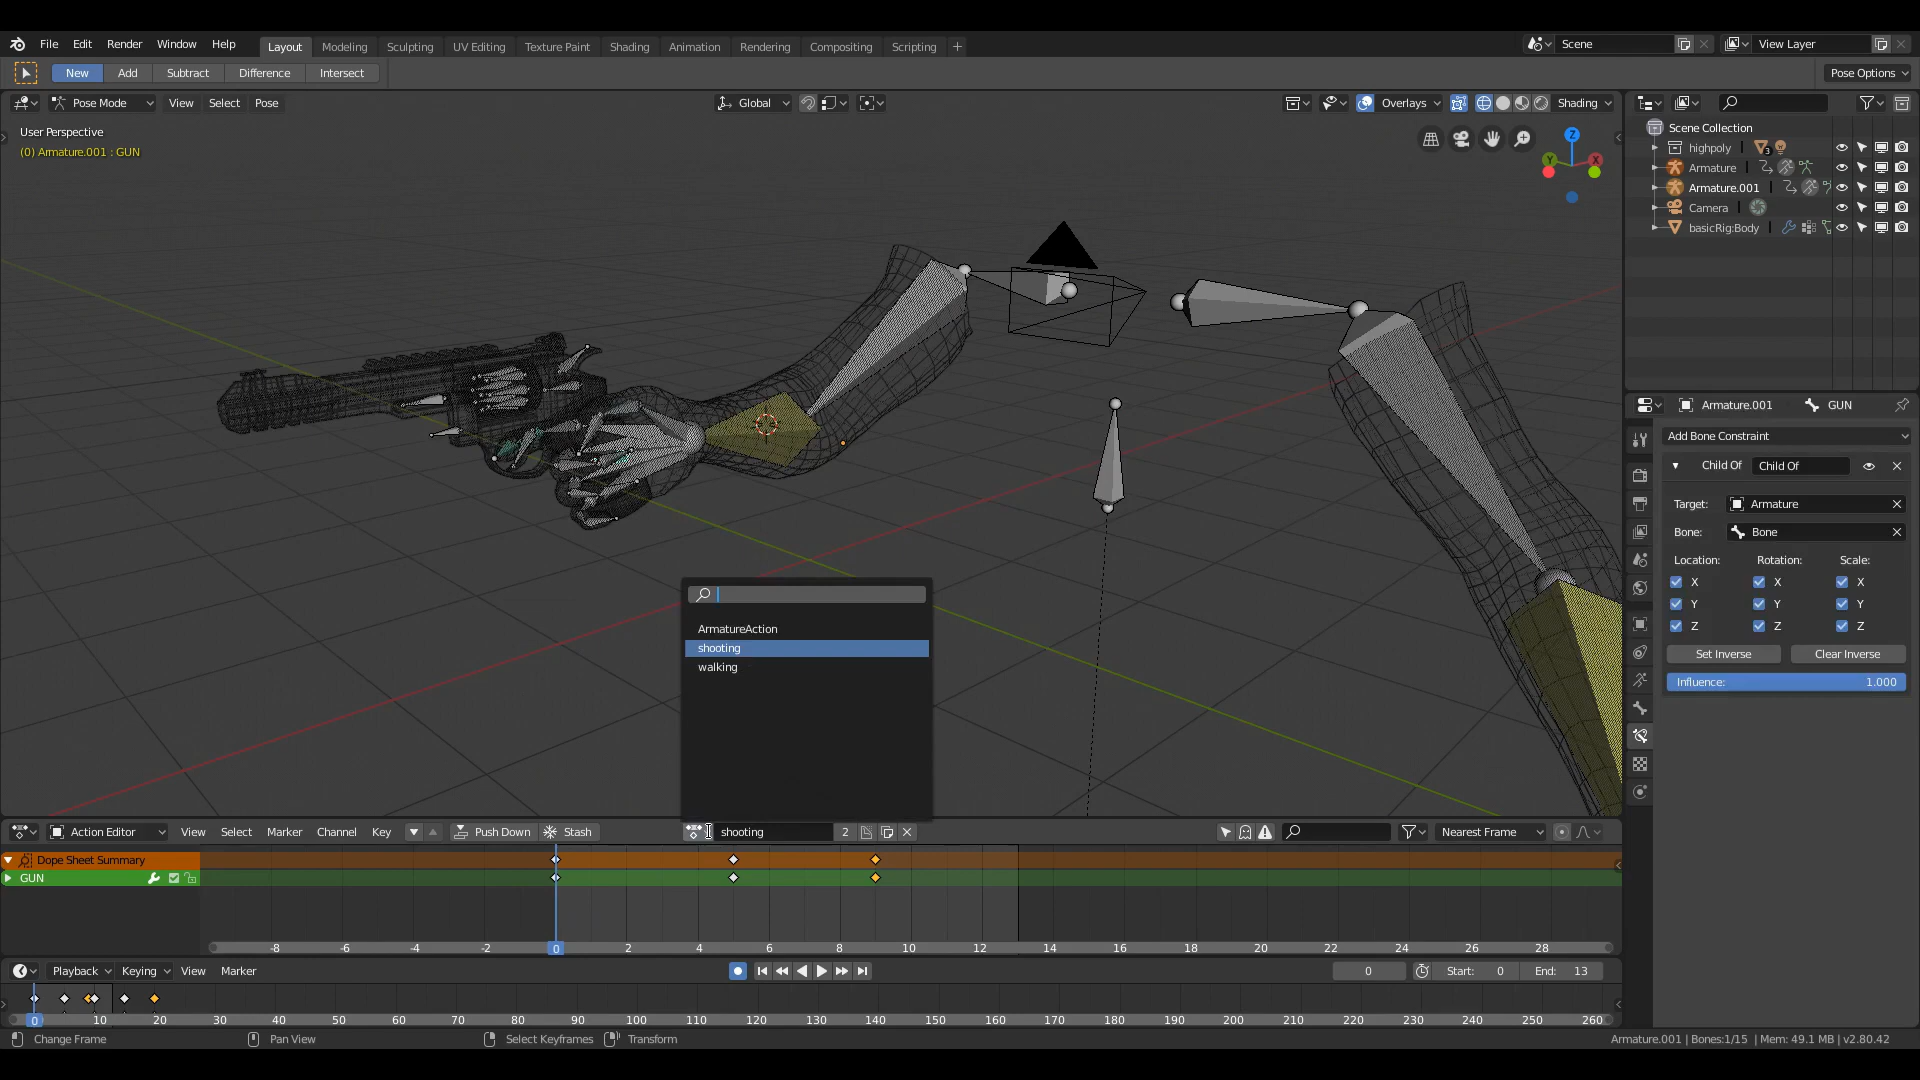 File Edit Render Window Help Layout Modeling Sculpting UV Editing Texture Paint Shading Animation Rendering Compositing Scripting + Scene View Layer
New Add Subtract Difference Intersect Pose Options
Pose Mode View Select Pose Global Overlays Shading
User Perspective
(0) Armature.001 : GUN
Z
Y X
Scene Collection
highpoly 3
Armature
Armature.001
Camera
basicRig:Body
Armature.001 GUN
Add Bone Constraint
Child Of Child Of
Target: Armature
Bone: Bone
Location: Rotation: Scale:
X X X
Y Y Y
Z Z Z
Set Inverse Clear Inverse
Influence: 1.000
ArmatureAction
shooting
walking
Action Editor View Select Marker Channel Key Push Down Stash shooting 2 Nearest Frame
Dope Sheet Summary
GUN
-8 -6 -4 -2 0 2 4 6 8 10 12 14 16 18 20 22 24 26 28
Playback Keying View Marker 0 Start: 0 End: 13
0 10 20 30 40 50 60 70 80 90 100 110 120 130 140 150 160 170 180 190 200 210 220 230 240 250 260
Change Frame Pan View Select Keyframes Transform Armature.001 | Bones:1/15 | Mem: 49.1 MB | v2.80.42